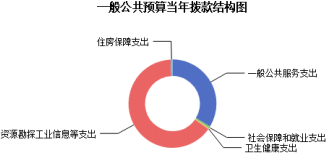 一般公共预算当年拨款结构图
住房保障支出
一般公共服务支出
资源勘探工业信息等支出
社会保障和就业支出
卫生健康支出